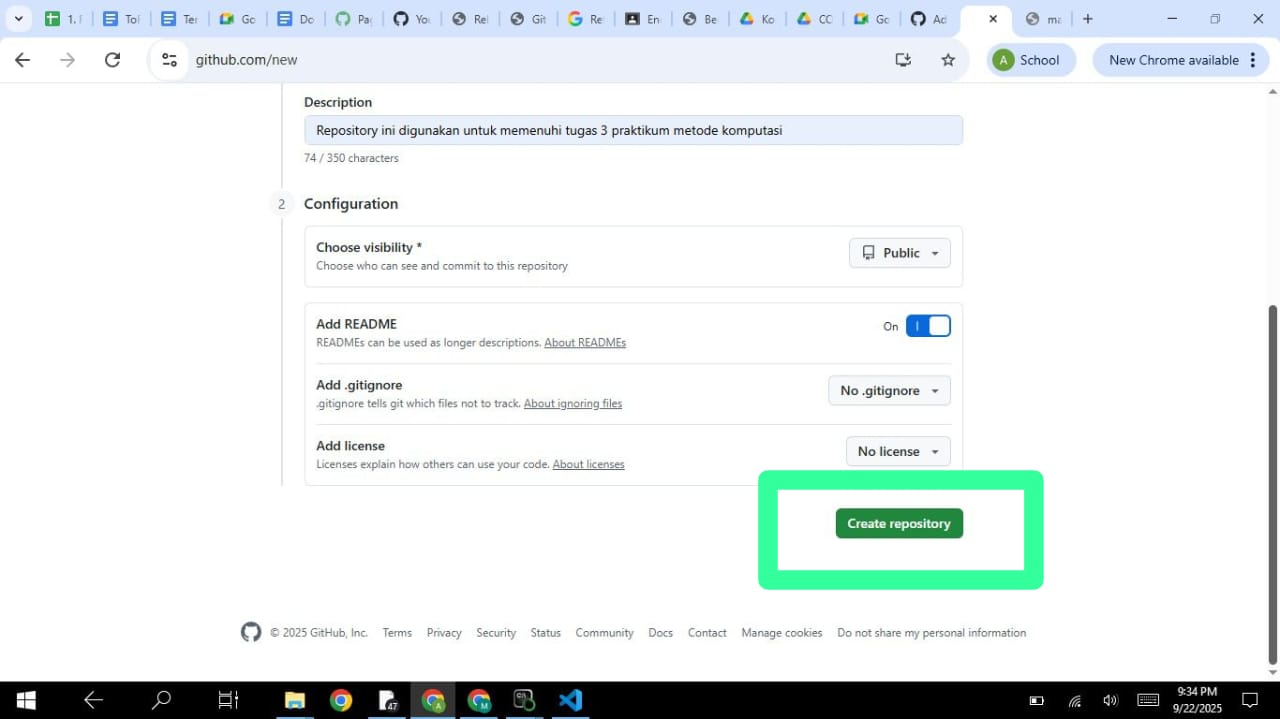 1. I
Tol
Ter
Go
Do
Pa
You
Rel
Git
Re
En
Be
Ko
CC
Go
Ad
ma
github.com/new
A
School
New Chrome available
Description
Repository ini digunakan untuk memenuhi tugas 3 praktikum metode komputasi
74 / 350 characters
2
Configuration
Choose visibility *
Choose who can see and commit to this repository
Public
Add README
READMEs can be used as longer descriptions. About READMEs
On
Add .gitignore
.gitignore tells git which files not to track. About ignoring files
No .gitignore
Add license
Licenses explain how others can use your code. About licenses
No license
Create repository
© 2025 GitHub, Inc. Terms Privacy Security Status Community Docs Contact Manage cookies Do not share my personal information
47
A
M
9:34 PM
9/22/2025